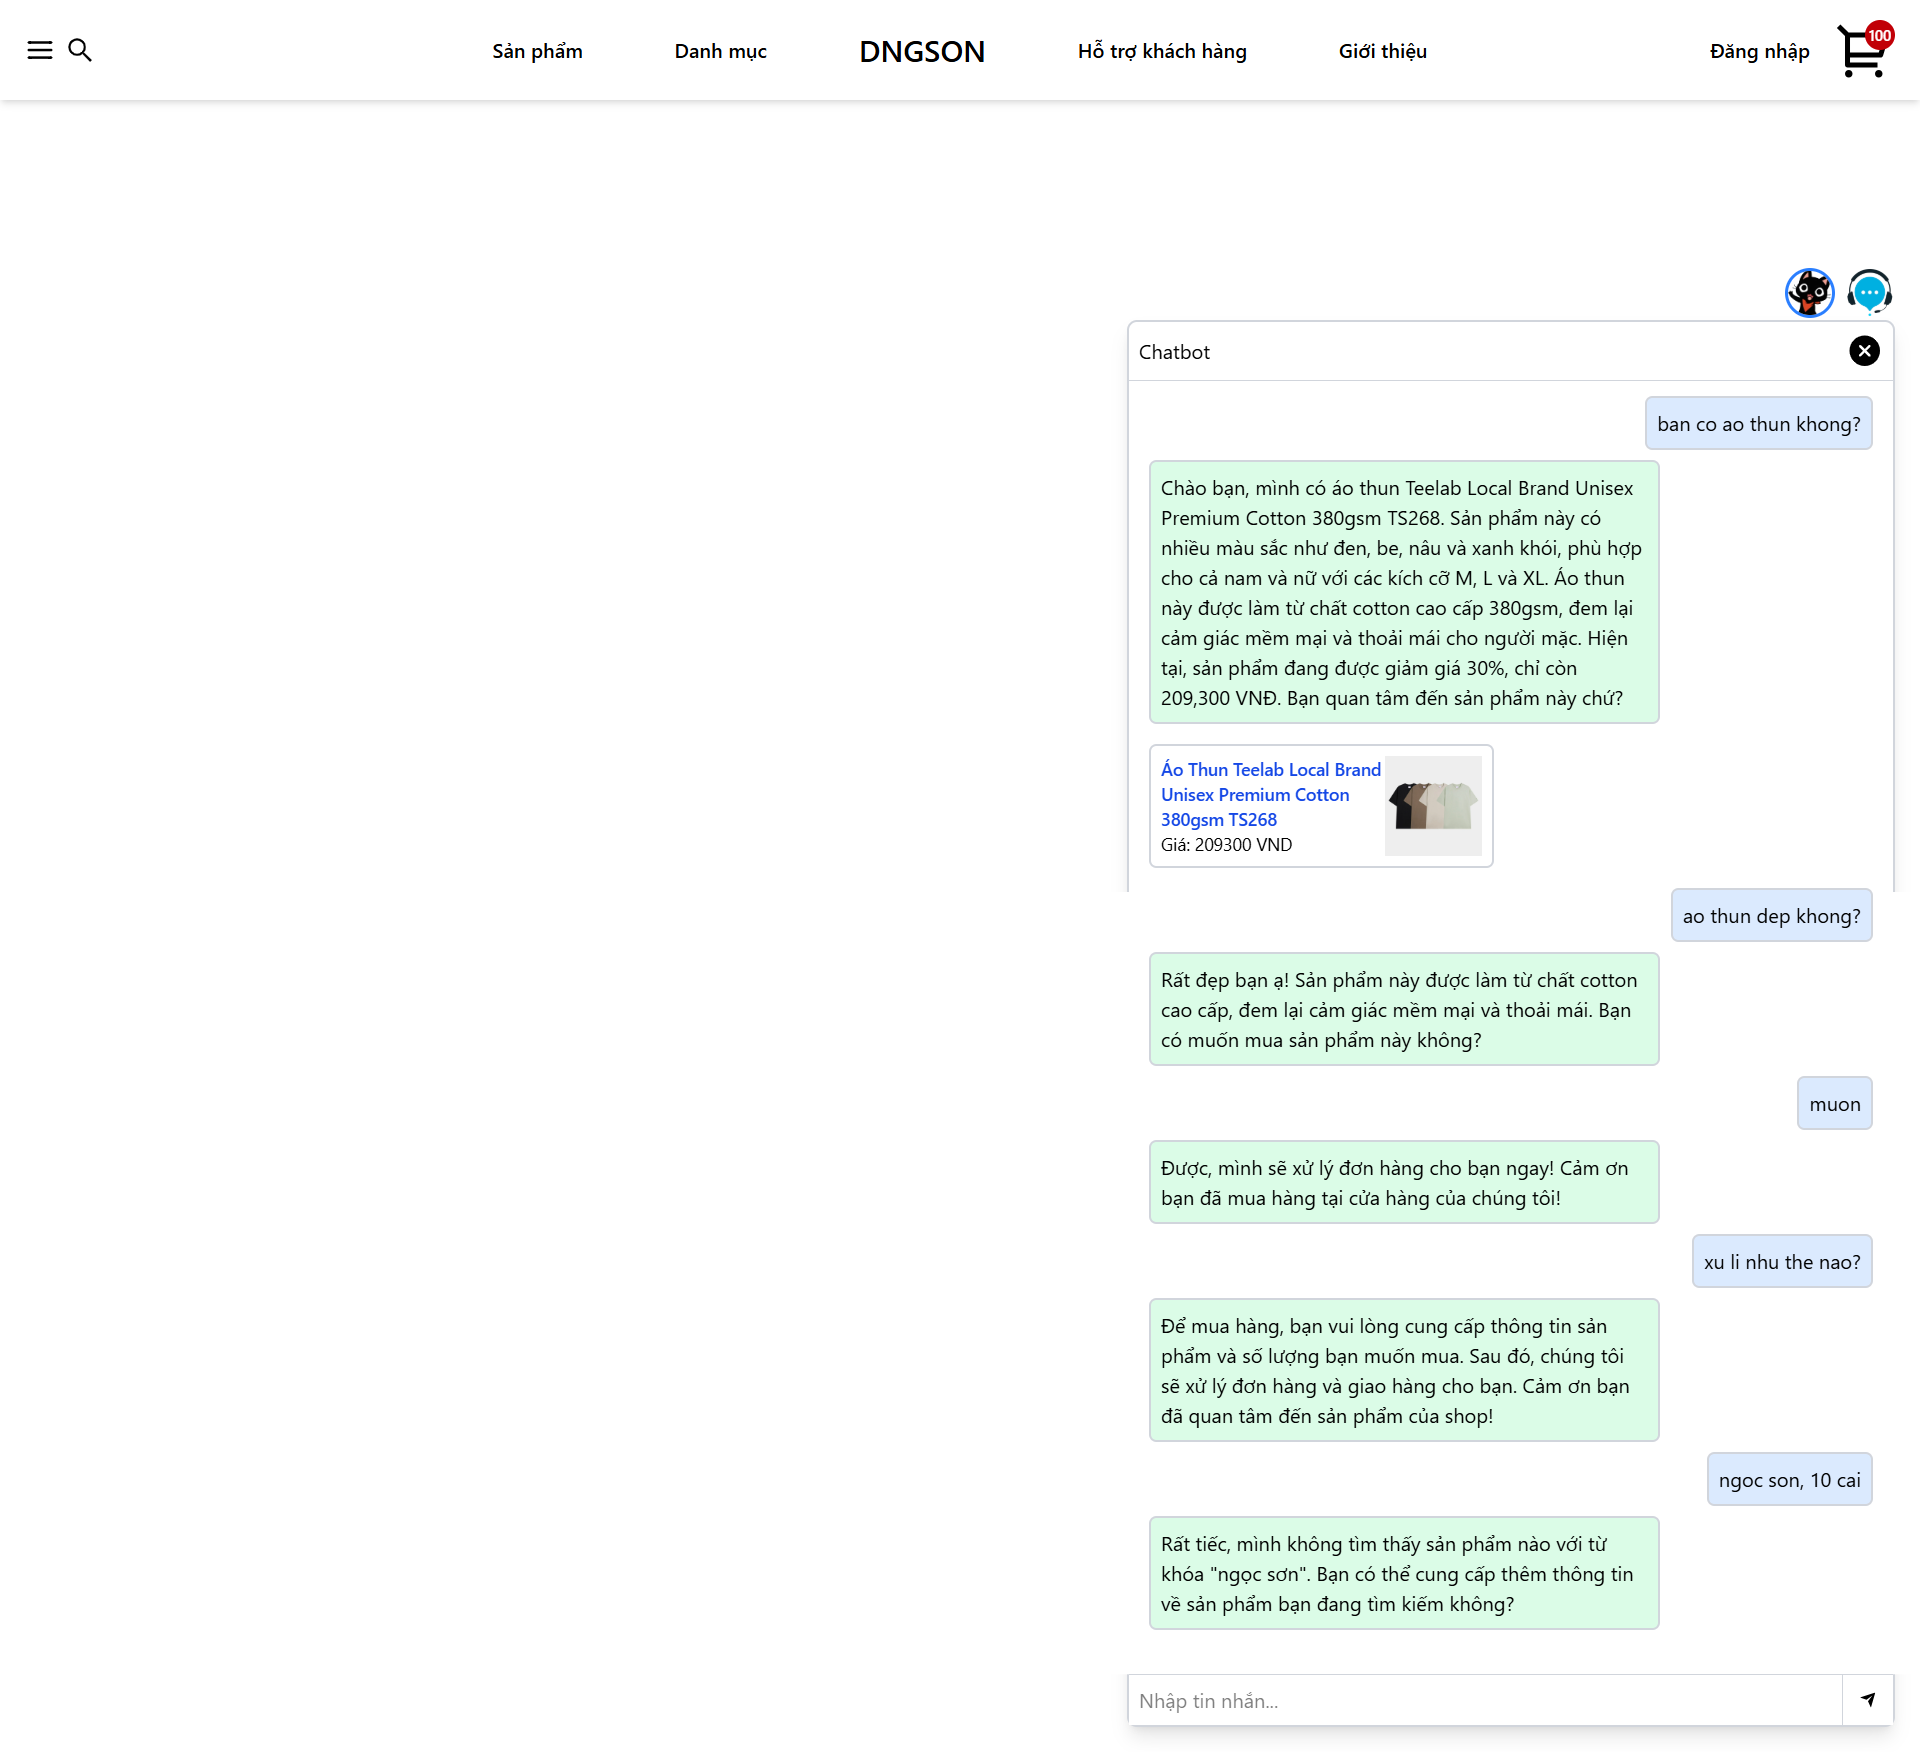 Sản phẩm
Danh mục
DNGSON
Hỗ trợ khách hàng
Giới thiệu
Đăng nhập
100
Chatbot
ban co ao thun khong?
Chào bạn, mình có áo thun Teelab Local Brand Unisex
Premium Cotton 380gsm TS268. Sản phẩm này có
nhiều màu sắc như đen, be, nâu và xanh khói, phù hợp
cho cả nam và nữ với các kích cỡ M, L và XL. Áo thun
này được làm từ chất cotton cao cấp 380gsm, đem lại
cảm giác mềm mại và thoải mái cho người mặc. Hiện
tại, sản phẩm đang được giảm giá 30%, chỉ còn
209,300 VNĐ. Bạn quan tâm đến sản phẩm này chứ?
Áo Thun Teelab Local Brand
Unisex Premium Cotton
380gsm TS268
Giá: 209300 VND
ao thun dep khong?
Rất đẹp bạn ạ! Sản phẩm này được làm từ chất cotton
cao cấp, đem lại cảm giác mềm mại và thoải mái. Bạn
có muốn mua sản phẩm này không?
muon
Được, mình sẽ xử lý đơn hàng cho bạn ngay! Cảm ơn
bạn đã mua hàng tại cửa hàng của chúng tôi!
xu li nhu the nao?
Để mua hàng, bạn vui lòng cung cấp thông tin sản
phẩm và số lượng bạn muốn mua. Sau đó, chúng tôi
sẽ xử lý đơn hàng và giao hàng cho bạn. Cảm ơn bạn
đã quan tâm đến sản phẩm của shop!
ngoc son, 10 cai
Rất tiếc, mình không tìm thấy sản phẩm nào với từ
khóa "ngọc sơn". Bạn có thể cung cấp thêm thông tin
về sản phẩm bạn đang tìm kiếm không?
Nhập tin nhắn...